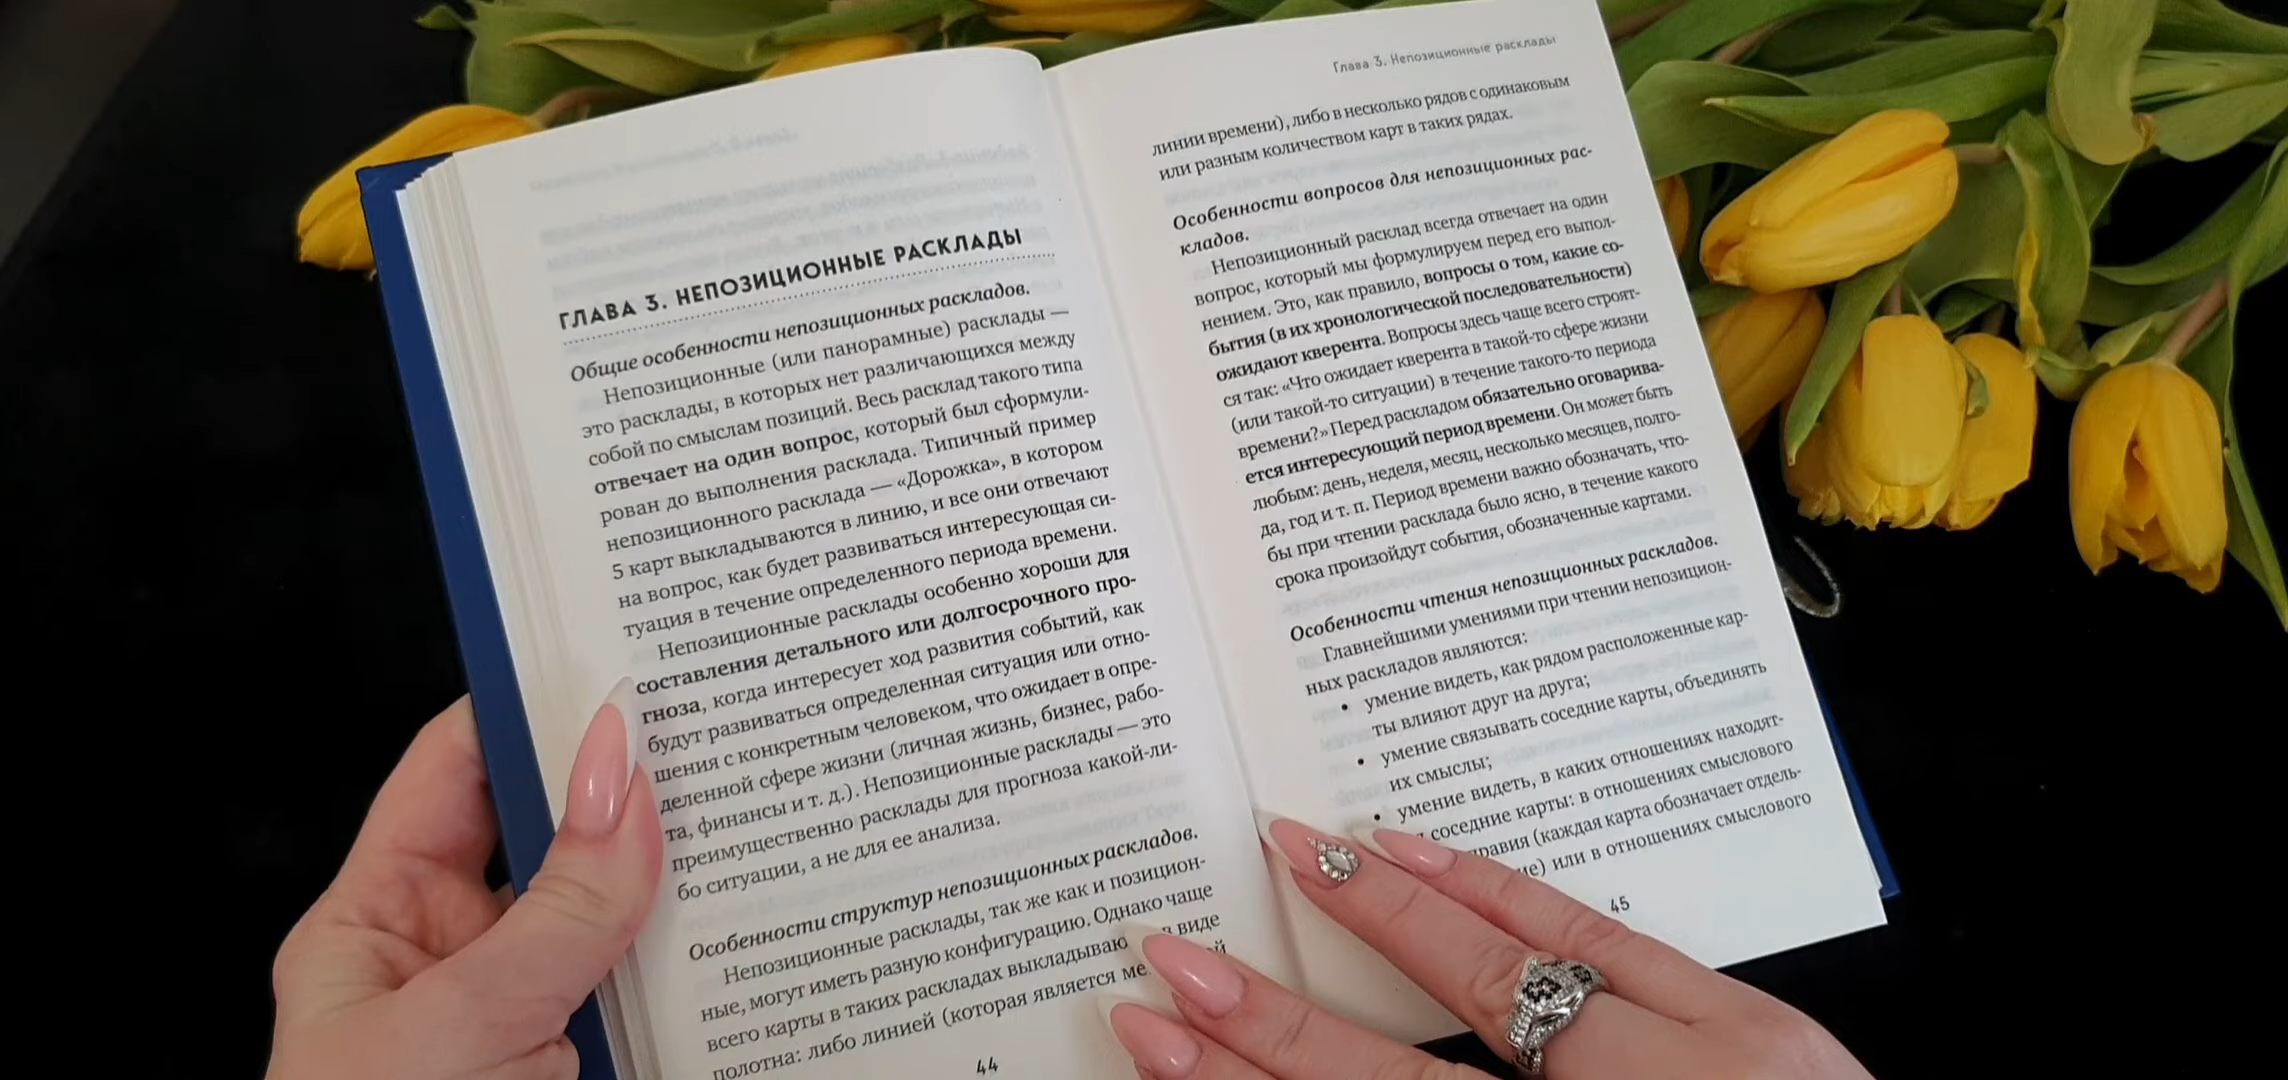 ГЛАВА 3. НЕПОЗИЦИОННЫЕ РАСКЛАДЫ
Общие особенности непозиционных раскладов.
Непозиционные (или панорамные) расклады —
это расклады, в которых нет различающихся между
собой по смыслам позиций. Весь расклад такого типа
отвечает на один вопрос, который был сформули-
рован до выполнения расклада. Типичный пример
непозиционного расклада — «Дорожка», в котором
5 карт выкладываются в линию, и все они отвечают
на вопрос, как будет развиваться интересующая си-
туация в течение определенного периода времени.
Непозиционные расклады особенно хороши для
составления детального или долгосрочного про-
гноза, когда интересует ход развития событий, как
будут развиваться определенная ситуация или отно-
шения с конкретным человеком, что ожидает в опре-
деленной сфере жизни (личная жизнь, бизнес, рабо-
та, финансы и т. д.). Непозиционные расклады — это
преимущественно расклады для прогноза какой-ли-
бо ситуации, а не для ее анализа.
Особенности структур непозиционных раскладов.
Непозиционные расклады, так же как и позицион-
ные, могут иметь разную конфигурацию. Однако чаще
всего карты в таких раскладах выкладываю в виде
полотна: либо линией (которая является
44
Глава 3. Непозиционные расклады
линии времени), либо в несколько рядов с одинаковым
или разным количеством карт в таких рядах.
Особенности вопросов для непозиционных рас-
кладов.
Непозиционный расклад всегда отвечает на один
вопрос, который мы формулируем перед его выпол-
нением. Это, как правило, вопросы о том, какие со-
бытия (в их хронологической последовательности)
ожидают кверента. Вопросы здесь чаще всего строят-
ся так: «Что ожидает кверента в такой-то сфере жизни
(или такой-то ситуации) в течение такого-то периода
времени?» Перед раскладом обязательно оговарива-
ется интересующий период времени. Он может быть
любым: день, неделя, месяц, несколько месяцев, полго-
да, год и т. п. Период времени важно обозначать, что-
бы при чтении расклада было ясно, в течение какого
срока произойдут события, обозначенные картами.
Особенности чтения непозиционных раскладов.
Главнейшими умениями при чтении непозицион-
ных раскладов являются:
• умение видеть, как рядом расположенные кар-
ты влияют друг на друга;
• умение связывать соседние карты, объединять
их смыслы;
• умение видеть, в каких отношениях находят-
соседние карты: в отношениях смыслового
равия (каждая карта обозначает отдель-
ие) или в отношениях смыслового
45